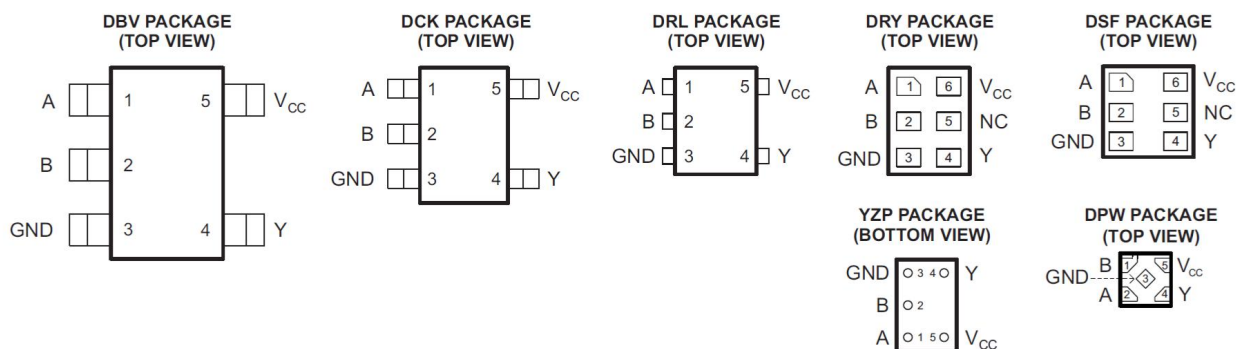 DBV PACKAGE
(TOP VIEW)
A 1 5 VCC
B 2
GND 3 4 Y
DCK PACKAGE
(TOP VIEW)
A 1 5 VCC
B 2
GND 3 4 Y
DRL PACKAGE
(TOP VIEW)
A 1 5 VCC
B 2
GND 3 4 Y
DRY PACKAGE
(TOP VIEW)
A 1 6 VCC
B 2 5 NC
GND 3 4 Y
DSF PACKAGE
(TOP VIEW)
A 1 6 VCC
B 2 5 NC
GND 3 4 Y
YZP PACKAGE
(BOTTOM VIEW)
GND 3 4 Y
B 2
A 1 5 VCC
DPW PACKAGE
(TOP VIEW)
B 1 5 VCC
GND 3
A 2 4 Y